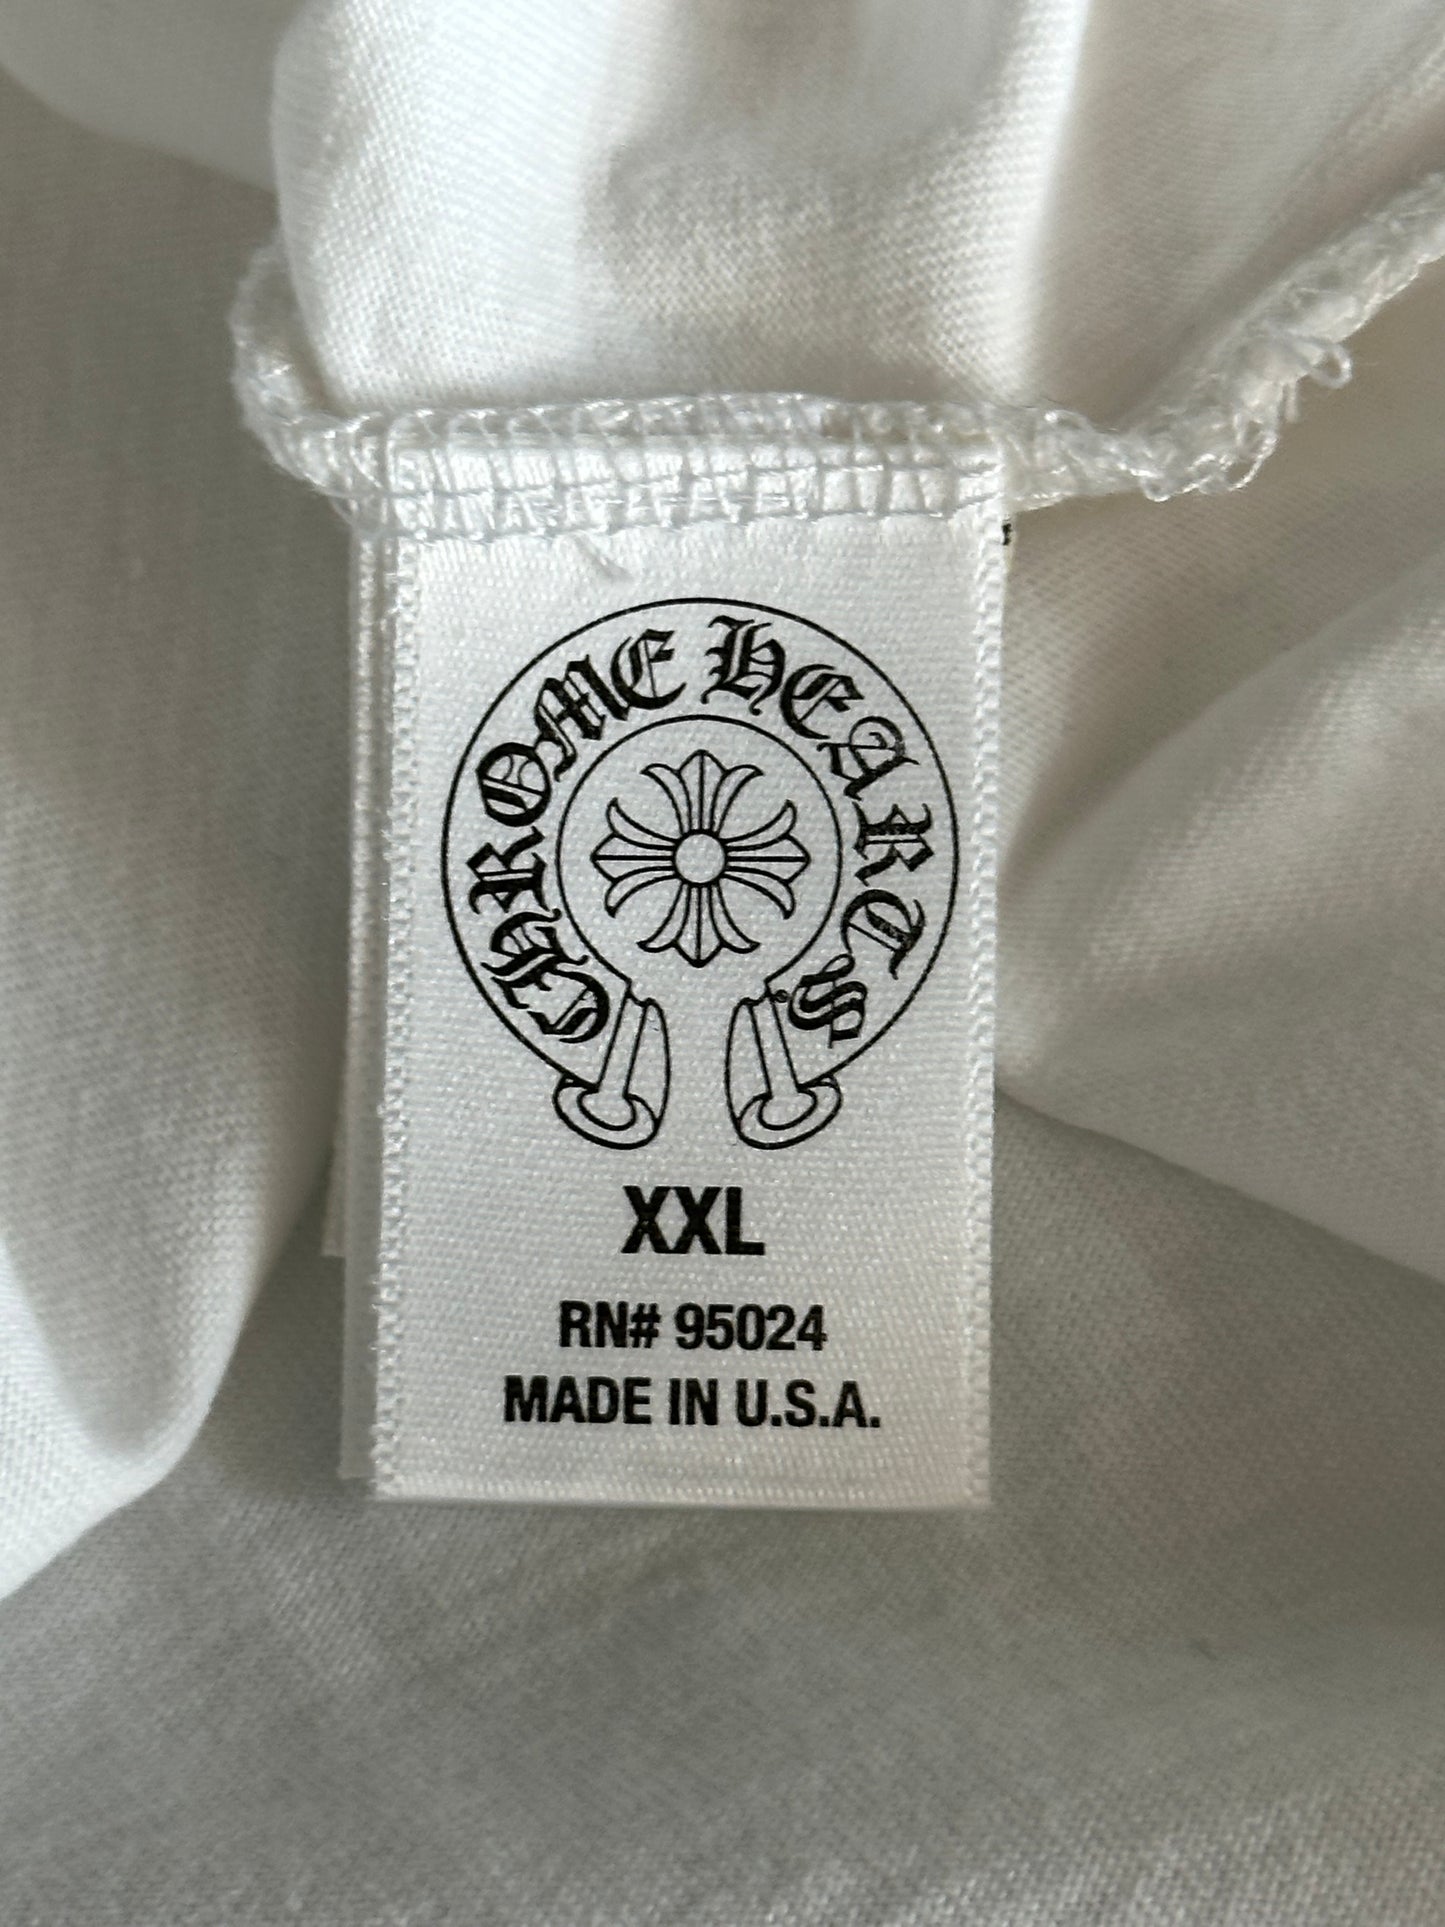 CHROME HEARTS
XXL
RN# 95024
MADE IN U.S.A.